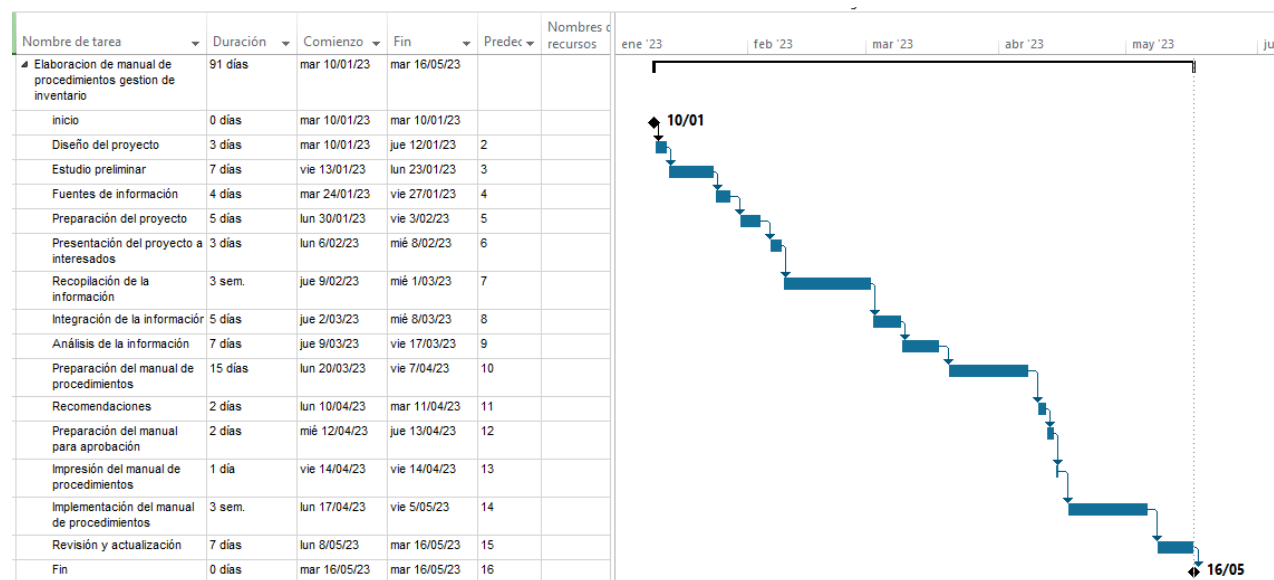 Nombres d
Nombre de tarea Duración Comienzo Fin Predec recursos ene '23 feb '23 mar '23 abr '23 may '23 ju
Elaboracion de manual de 91 días mar 10/01/23 mar 16/05/23
procedimientos gestion de
inventario
inicio 0 días mar 10/01/23 mar 10/01/23 10/01
Diseño del proyecto 3 días mar 10/01/23 jue 12/01/23 2
Estudio preliminar 7 días vie 13/01/23 lun 23/01/23 3
Fuentes de información 4 días mar 24/01/23 vie 27/01/23 4
Preparación del proyecto 5 días lun 30/01/23 vie 3/02/23 5
Presentación del proyecto a 3 días lun 6/02/23 mié 8/02/23 6
interesados
Recopilación de la 3 sem. jue 9/02/23 mié 1/03/23 7
información
Integración de la información 5 días jue 2/03/23 mié 8/03/23 8
Análisis de la información 7 días jue 9/03/23 vie 17/03/23 9
Preparación del manual de 15 días lun 20/03/23 vie 7/04/23 10
procedimientos
Recomendaciones 2 días lun 10/04/23 mar 11/04/23 11
Preparación del manual 2 días mié 12/04/23 jue 13/04/23 12
para aprobación
Impresión del manual de 1 día vie 14/04/23 vie 14/04/23 13
procedimientos
Implementación del manual 3 sem. lun 17/04/23 vie 5/05/23 14
de procedimientos
Revisión y actualización 7 días lun 8/05/23 mar 16/05/23 15
Fin 0 días mar 16/05/23 mar 16/05/23 16 16/05